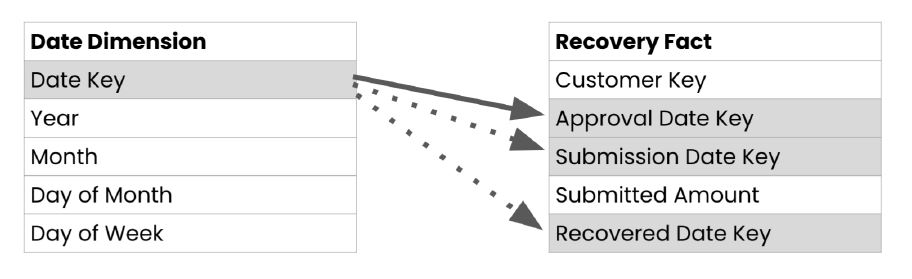 Date Dimension
Date Key
Year
Month
Day of Month
Day of Week
Recovery Fact
Customer Key
Approval Date Key
Submission Date Key
Submitted Amount
Recovered Date Key